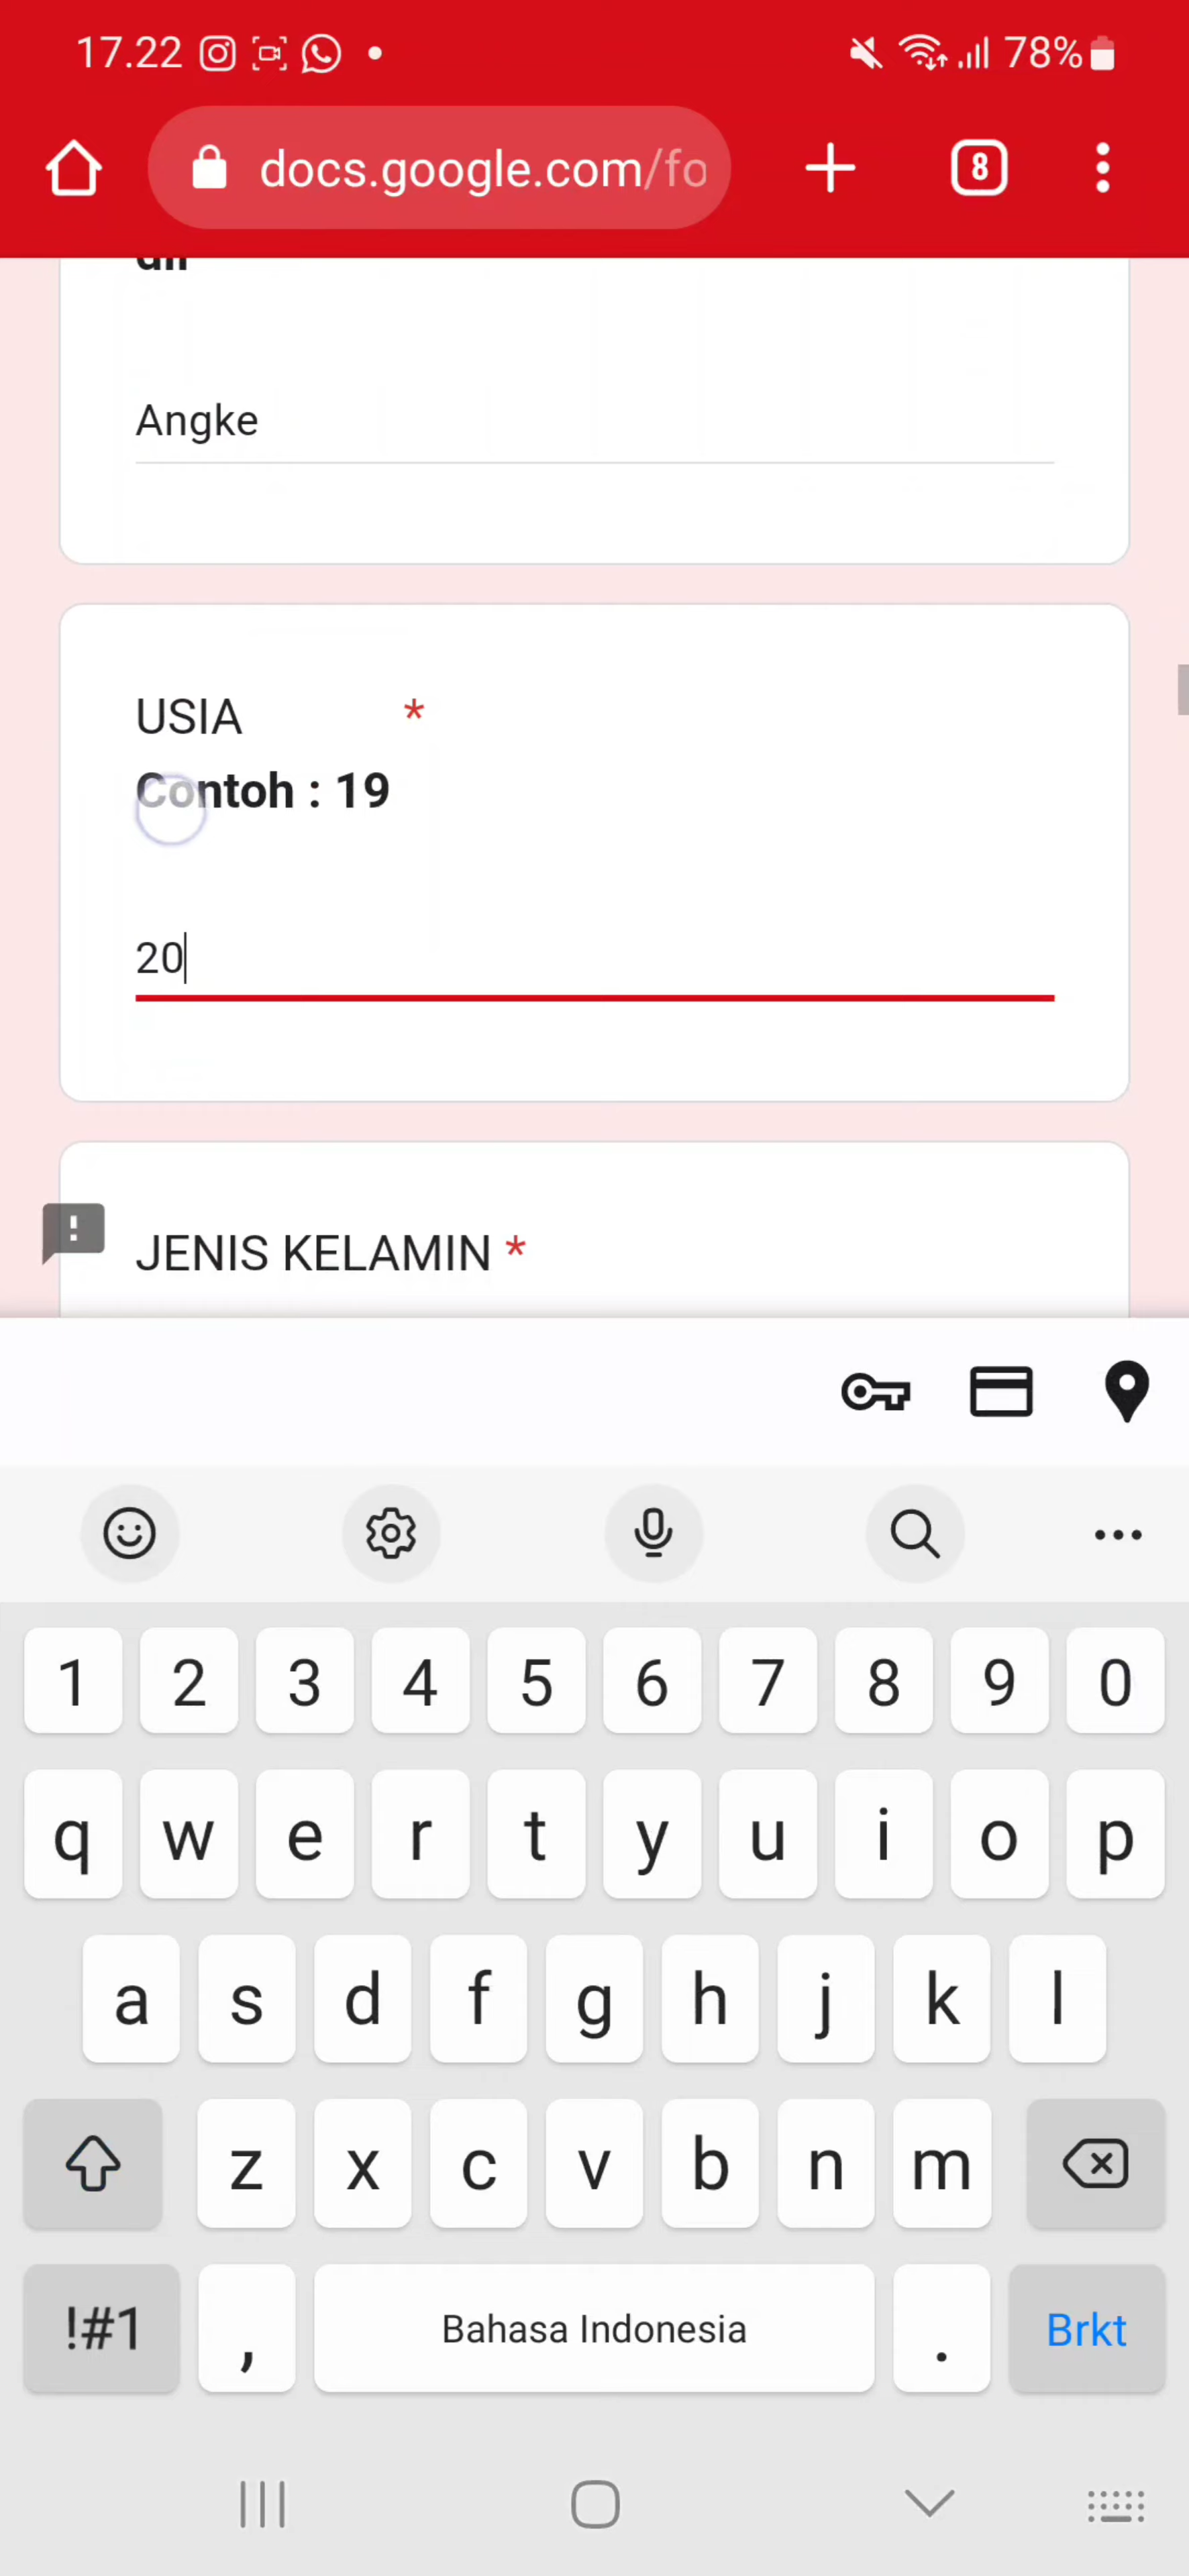 17.22
78%
docs.google.com/fo
8
dll
Angke
USIA *
Contoh : 19
20
JENIS KELAMIN *
1 2 3 4 5 6 7 8 9 0
q w e r t y u i o p
a s d f g h j k l
z x c v b n m
!#1 , Bahasa Indonesia . Brkt